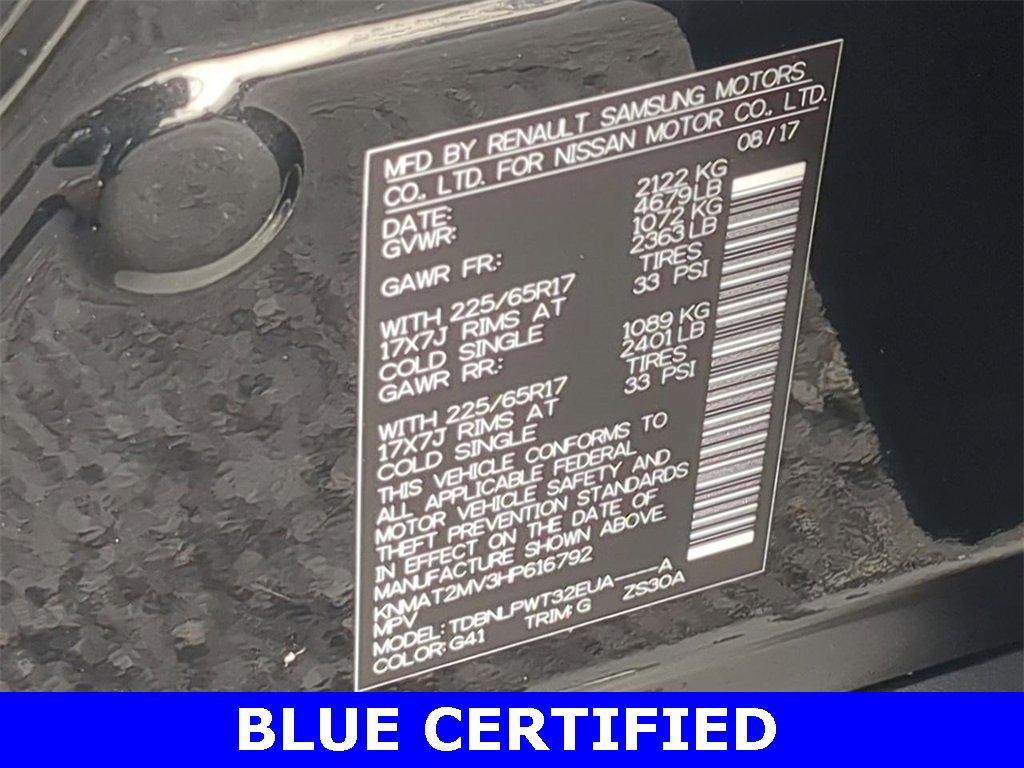 MFD BY RENAULT SAMSUNG MOTORS
CO., LTD. FOR NISSAN MOTOR CO., LTD.
DATE: 08/17
GVWR: 2122 KG
4679 LB
GAWR FR.: 1072 KG
2363 LB
WITH 225/65R17 TIRES
17X7J RIMS AT 33 PSI
COLD SINGLE
GAWR RR.: 1089 KG
2401 LB
WITH 225/65R17 TIRES
17X7J RIMS AT 33 PSI
COLD SINGLE
THIS VEHICLE CONFORMS TO
ALL APPLICABLE FEDERAL
MOTOR VEHICLE SAFETY AND
THEFT PREVENTION STANDARDS
IN EFFECT ON THE DATE OF
MANUFACTURE SHOWN ABOVE.
KNMAT2MV3HP616792
MPV
MODEL: TDBNLPWT32EUA-----A
COLOR: G41 TRIM: G ZS30A
BLUE CERTIFIED